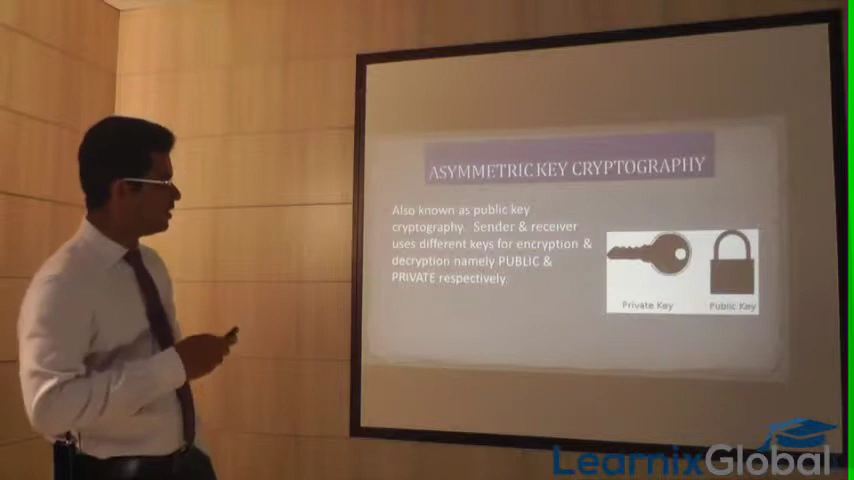 ASYMMETRIC KEY CRYPTOGRAPHY
Also known as public key
cryptography. Sender & receiver
uses different keys for encryption &
decryption namely PUBLIC &
PRIVATE respectively.
Private Key
Public Key
LearnixGlobal